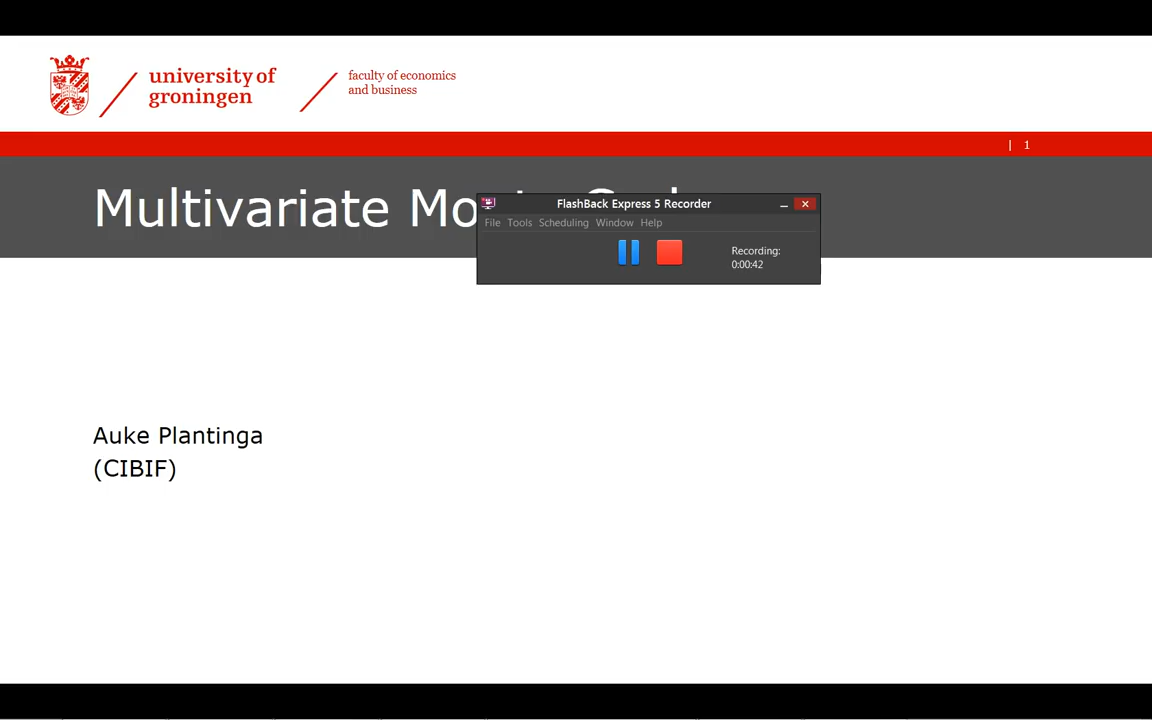 university of
groningen
faculty of economics
and business
| 1
Multivariate
FlashBack Express 5 Recorder
File Tools Scheduling Window Help
Recording:
0:00:42
Auke Plantinga
(CIBIF)